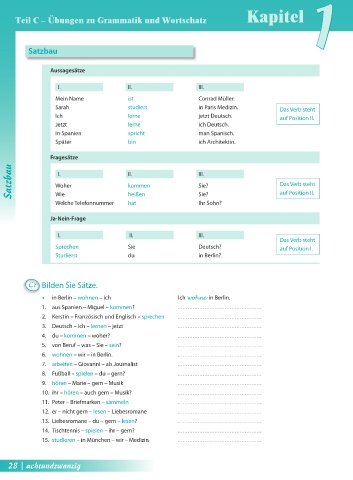 Teil C – Übungen zu Grammatik und Wortschatz
Kapitel 1
Satzbau
Aussagesätze
I. II. III.
Mein Name ist Conrad Müller.
Sarah studiert in Paris Medizin.
Ich lerne jetzt Deutsch.
Jetzt lerne ich Deutsch.
In Spanien spricht man Spanisch.
Später bin ich Architektin.
Das Verb steht
auf Position II.
Fragesätze
I. II. III.
Woher kommen Sie?
Wie heißen Sie?
Welche Telefonnummer hat Ihr Sohn?
Das Verb steht
auf Position II.
Ja-Nein-Frage
I. II. III.
Sprechen Sie Deutsch?
Studierst du in Berlin?
Das Verb steht
auf Position I.
Satzbau
C1 Bilden Sie Sätze.
• in Berlin – wohnen – ich Ich wohne in Berlin.
1. aus Spanien – Miguel – kommen?
2. Kerstin – Französisch und Englisch – sprechen
3. Deutsch – ich – lernen – jetzt
4. du – kommen – woher?
5. von Beruf – was – Sie – sein?
6. wohnen – wir – in Berlin.
7. arbeiten – Giovanni – als Journalist
8. Fußball – spielen – du – gern?
9. hören – Marie – gern – Musik
10. ihr – hören – auch gern – Musik?
11. Peter – Briefmarken – sammeln
12. er – nicht gern – lesen – Liebesromane
13. Liebesromane – du – gern – lesen?
14. Tischtennis – spielen – ihr – gern?
15. studieren – in München – wir – Medizin
28 | achtundzwanzig